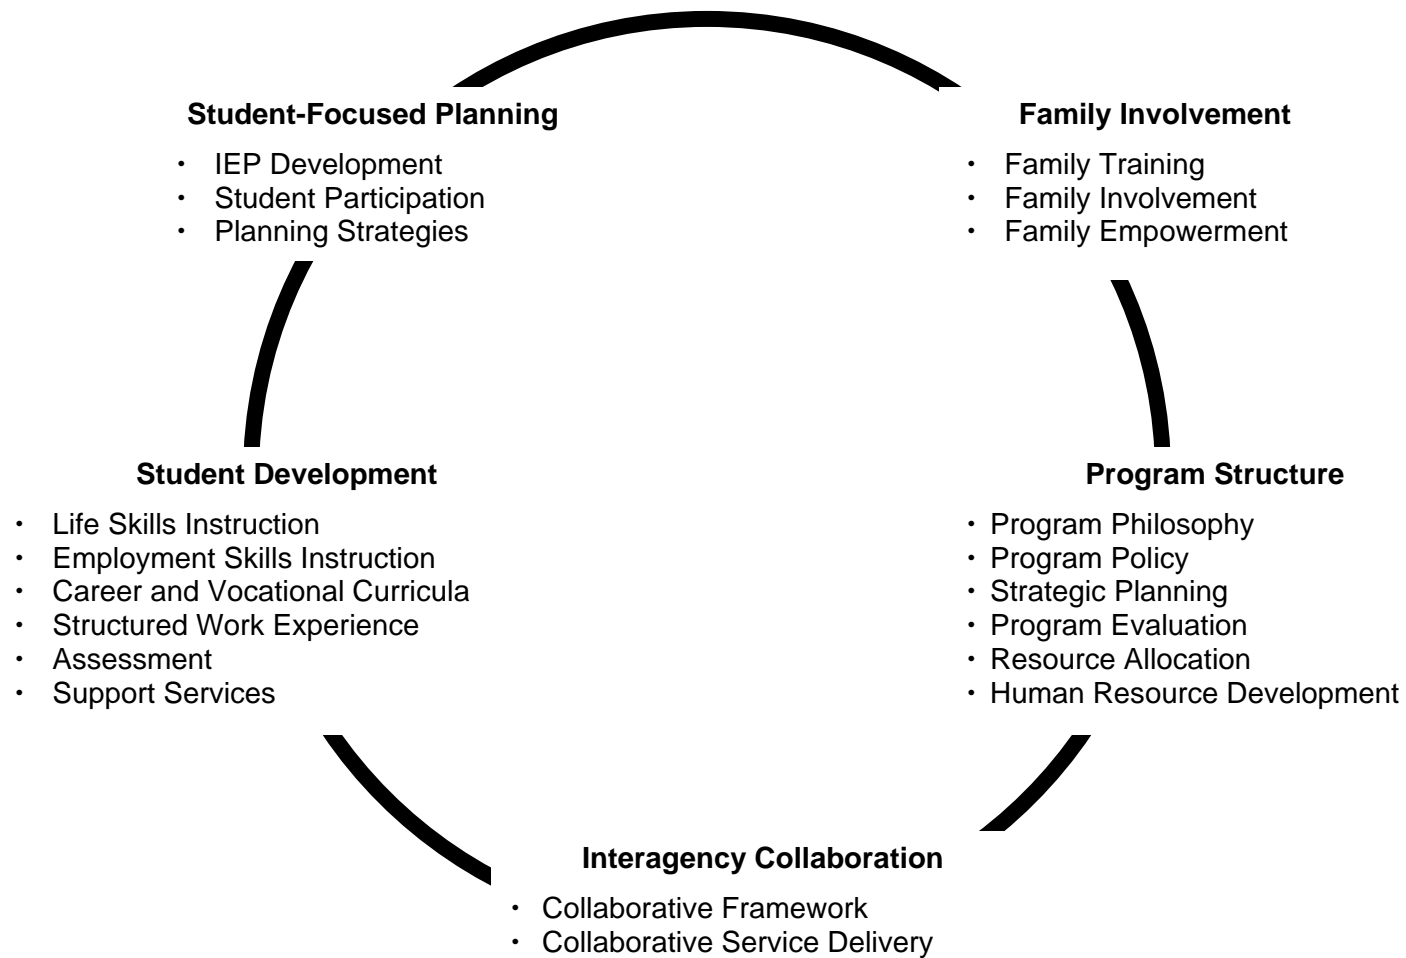 Student-Focused Planning
· IEP Development
· Student Participation
· Planning Strategies
Family Involvement
· Family Training
· Family Involvement
· Family Empowerment
Student Development
· Life Skills Instruction
· Employment Skills Instruction
· Career and Vocational Curricula
· Structured Work Experience
· Assessment
· Support Services
Program Structure
· Program Philosophy
· Program Policy
· Strategic Planning
· Program Evaluation
· Resource Allocation
· Human Resource Development
Interagency Collaboration
· Collaborative Framework
· Collaborative Service Delivery